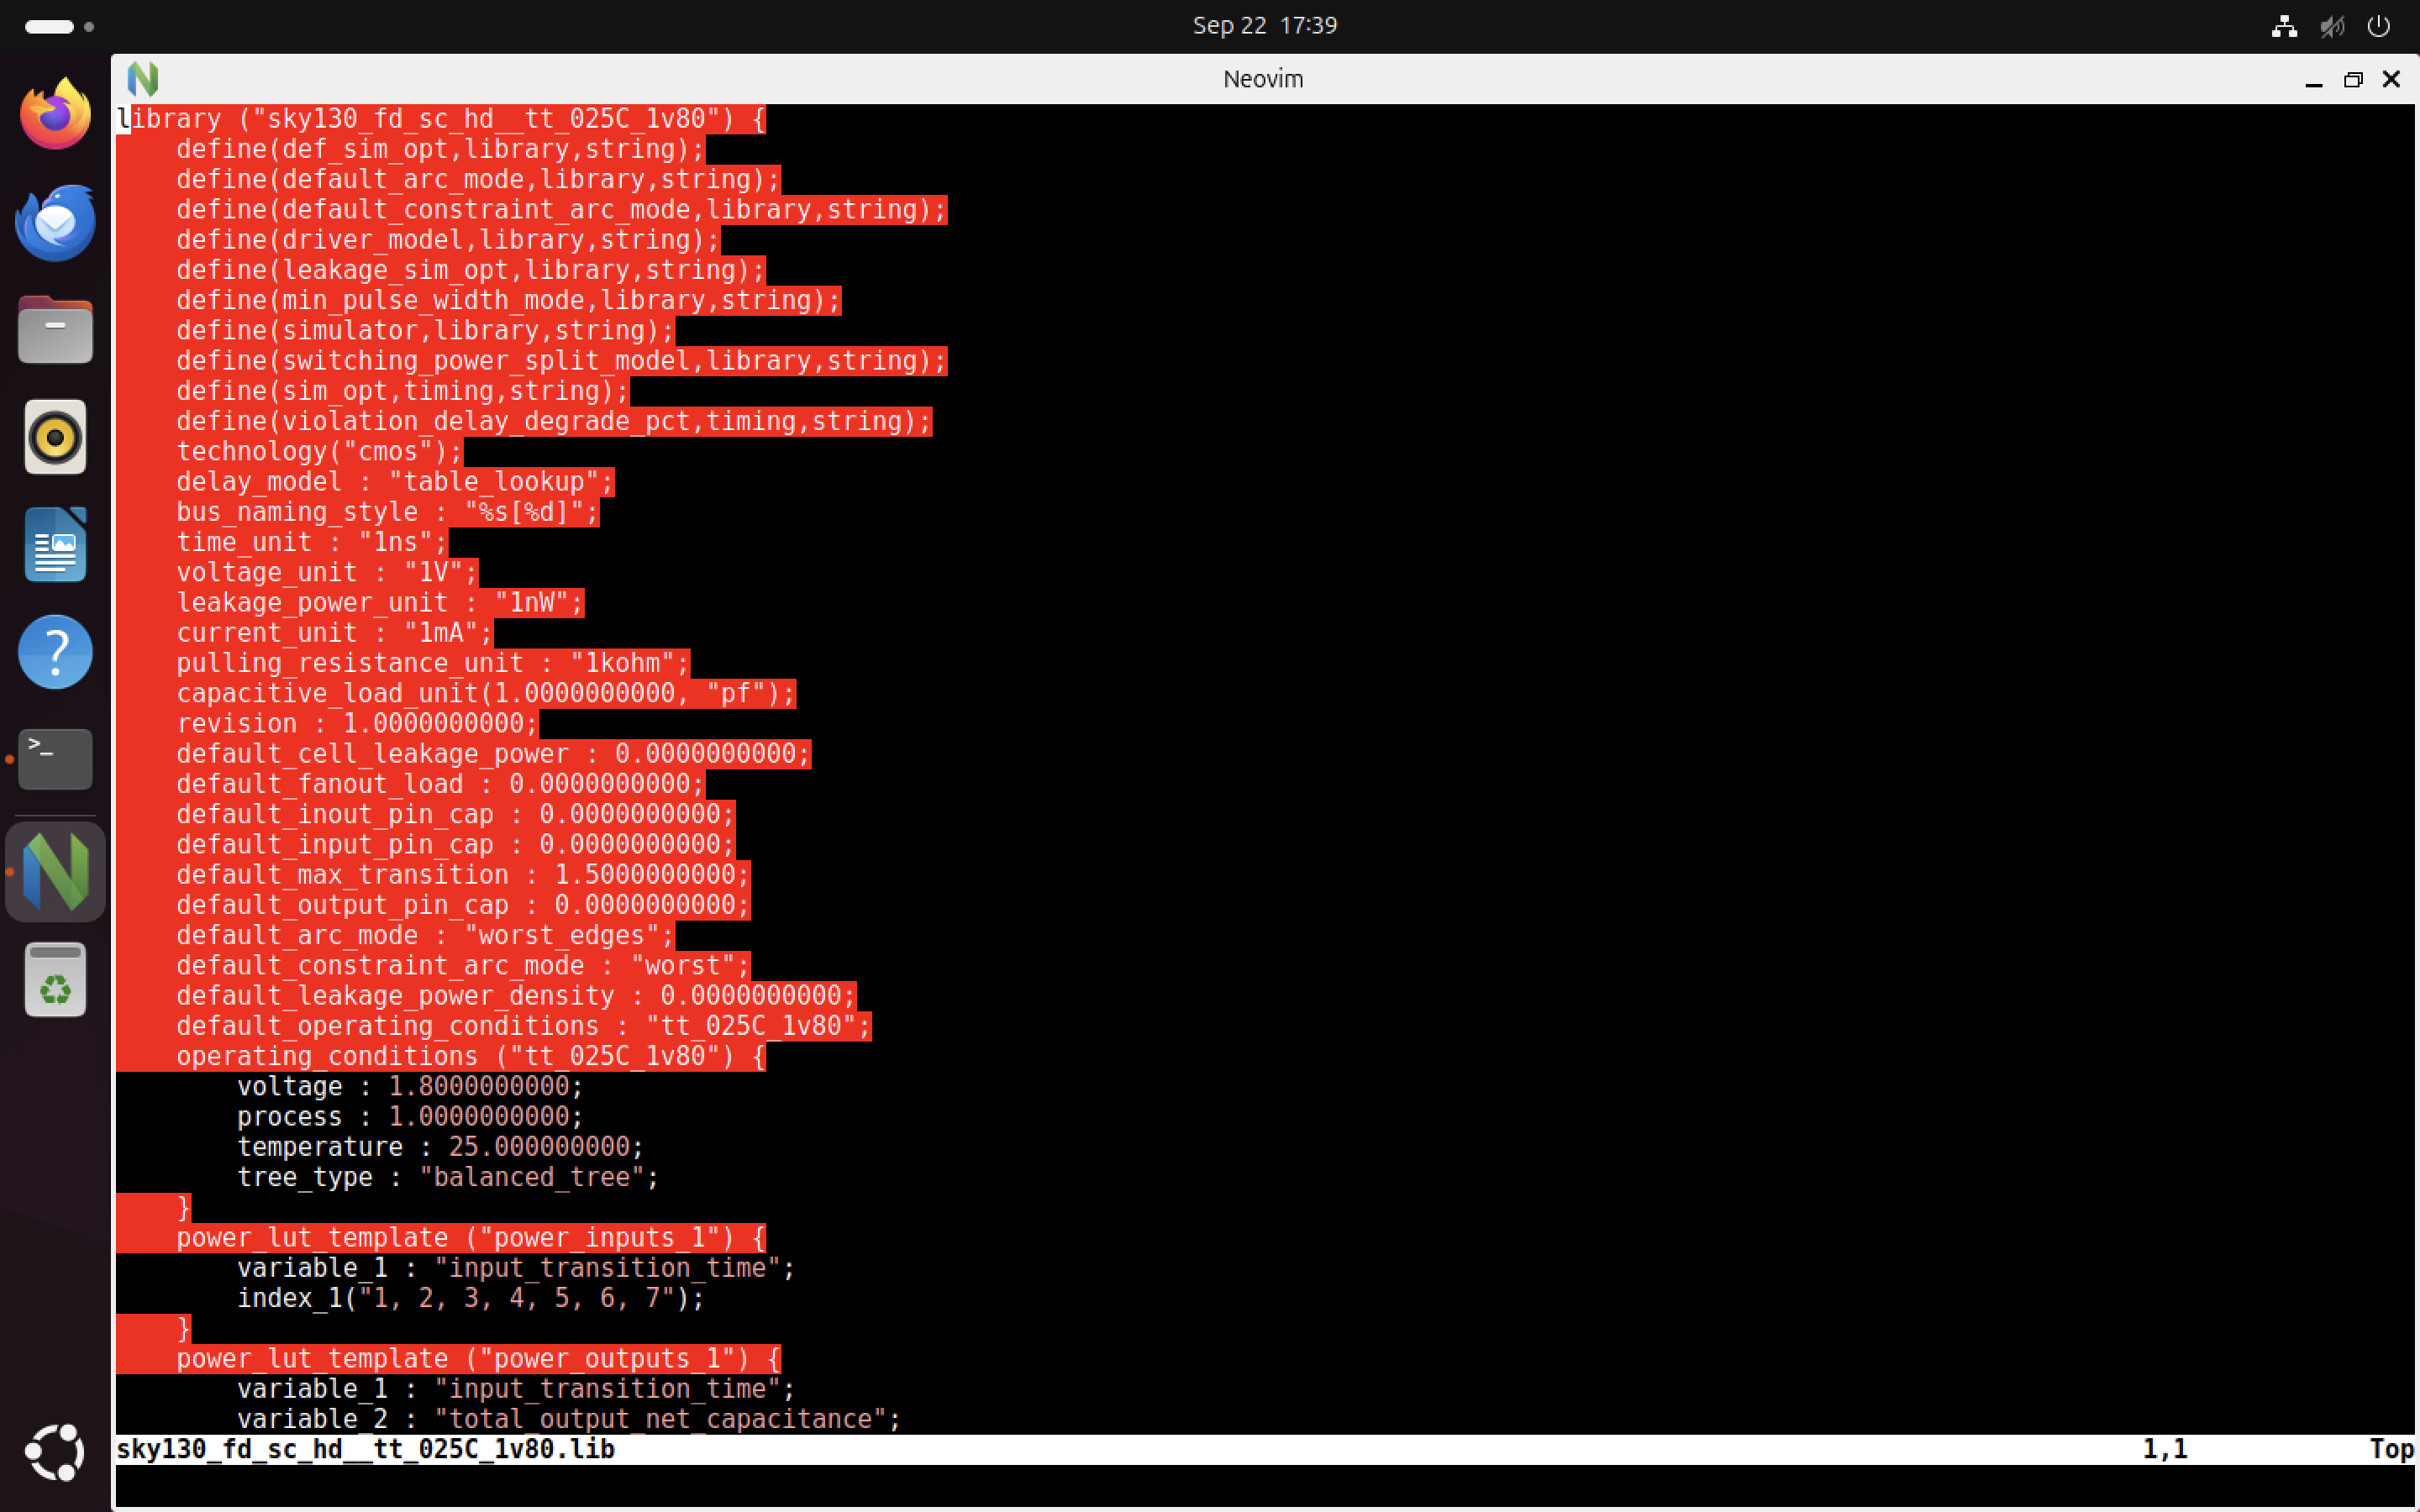 Sep 22 17:39
Neovim
library ("sky130_fd_sc_hd__tt_025C_1v80") {
    define(def_sim_opt,library,string);
    define(default_arc_mode,library,string);
    define(default_constraint_arc_mode,library,string);
    define(driver_model,library,string);
    define(leakage_sim_opt,library,string);
    define(min_pulse_width_mode,library,string);
    define(simulator,library,string);
    define(switching_power_split_model,library,string);
    define(sim_opt,timing,string);
    define(violation_delay_degrade_pct,timing,string);
    technology("cmos");
    delay_model : "table_lookup";
    bus_naming_style : "%s[%d]";
    time_unit : "1ns";
    voltage_unit : "1V";
    leakage_power_unit : "1nW";
    current_unit : "1mA";
    pulling_resistance_unit : "1kohm";
    capacitive_load_unit(1.0000000000, "pf");
    revision : 1.0000000000;
    default_cell_leakage_power : 0.0000000000;
    default_fanout_load : 0.0000000000;
    default_inout_pin_cap : 0.0000000000;
    default_input_pin_cap : 0.0000000000;
    default_max_transition : 1.5000000000;
    default_output_pin_cap : 0.0000000000;
    default_arc_mode : "worst_edges";
    default_constraint_arc_mode : "worst";
    default_leakage_power_density : 0.0000000000;
    default_operating_conditions : "tt_025C_1v80";
    operating_conditions ("tt_025C_1v80") {
        voltage : 1.8000000000;
        process : 1.0000000000;
        temperature : 25.000000000;
        tree_type : "balanced_tree";
    }
    power_lut_template ("power_inputs_1") {
        variable_1 : "input_transition_time";
        index_1("1, 2, 3, 4, 5, 6, 7");
    }
    power_lut_template ("power_outputs_1") {
        variable_1 : "input_transition_time";
        variable_2 : "total_output_net_capacitance";
sky130_fd_sc_hd__tt_025C_1v80.lib 1,1 Top